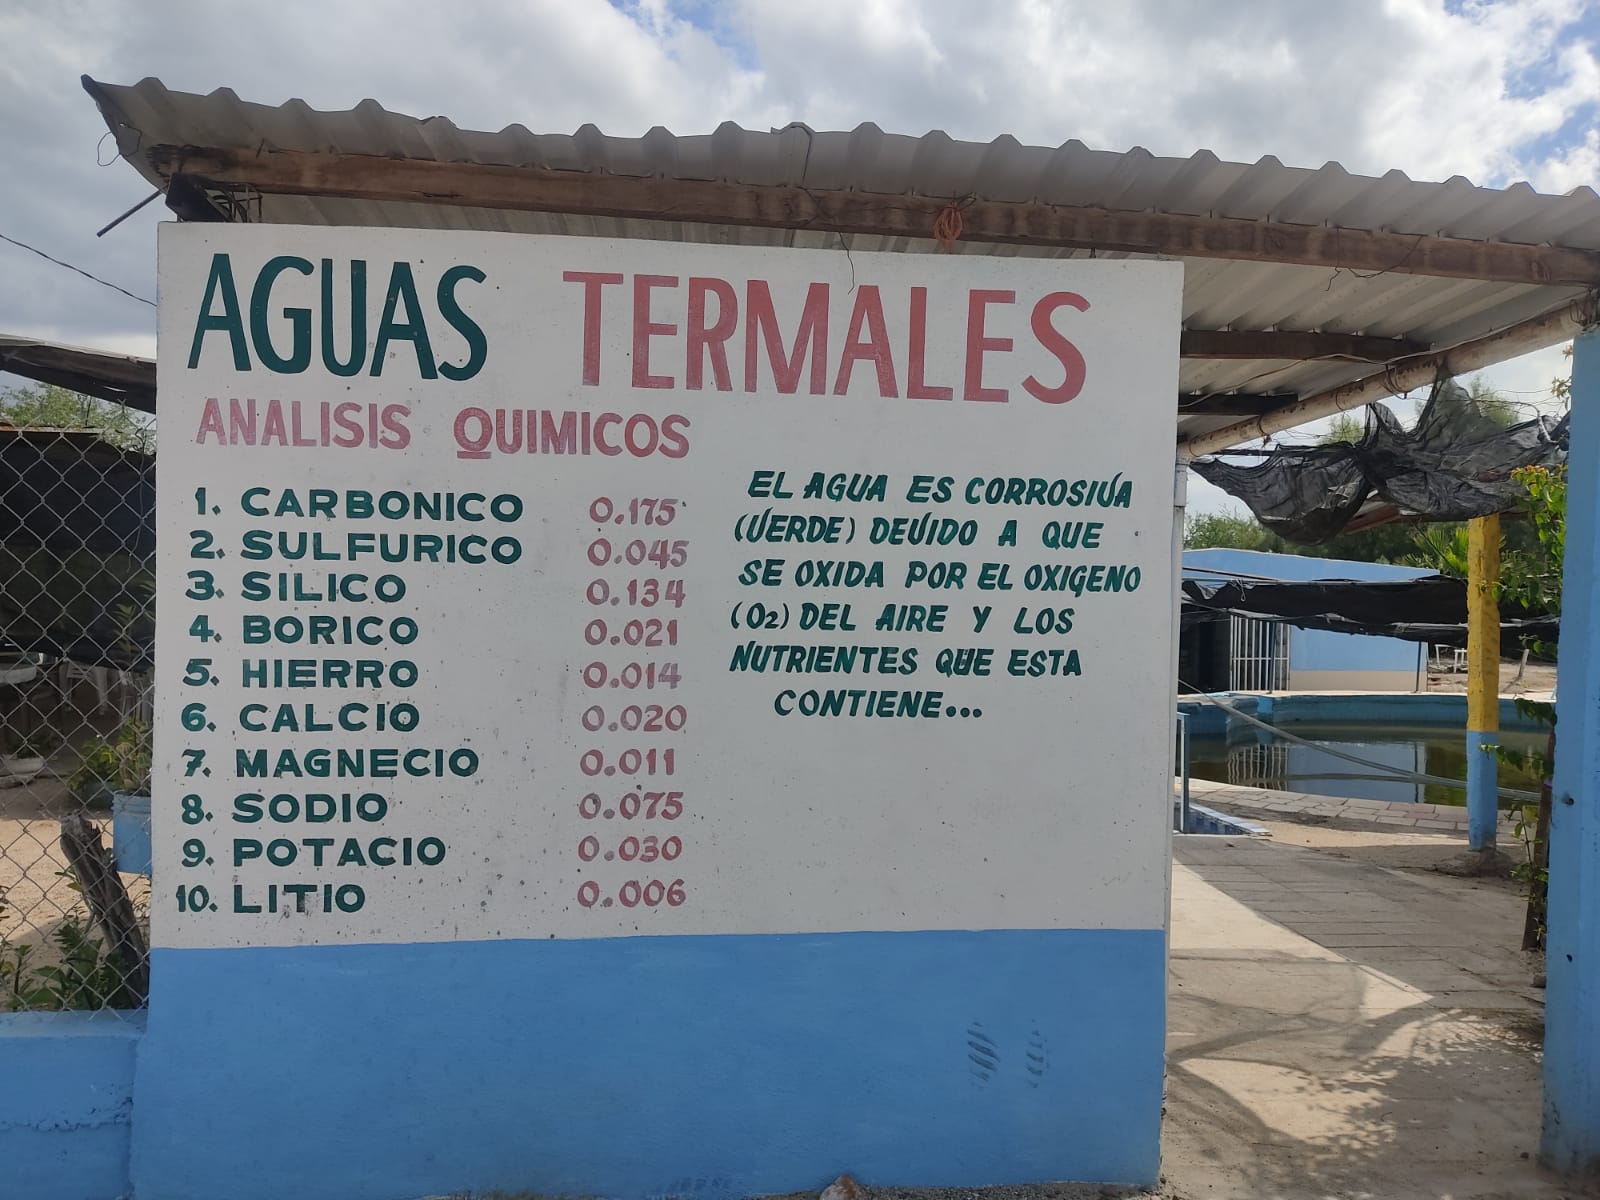 AGUAS TERMALES
ANALISIS QUIMICOS
1. CARBONICO 0.175
2. SULFURICO 0.045
3. SILICO 0.134
4. BORICO 0.021
5. HIERRO 0.014
6. CALCIO 0.020
7. MAGNECIO 0.011
8. SODIO 0.075
9. POTACIO 0.030
10. LITIO 0.006
EL AGUA ES CORROSIVA
(VERDE) DEVIDO A QUE
SE OXIDA POR EL OXIGENO
(O2) DEL AIRE Y LOS
NUTRIENTES QUE ESTA
CONTIENE...